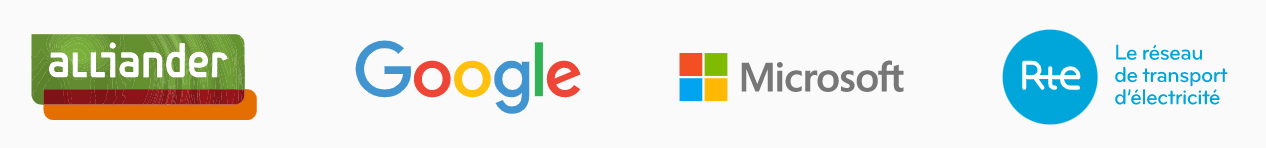 alliander
Google
Microsoft
Rte
Le réseau
de transport
d'électricité